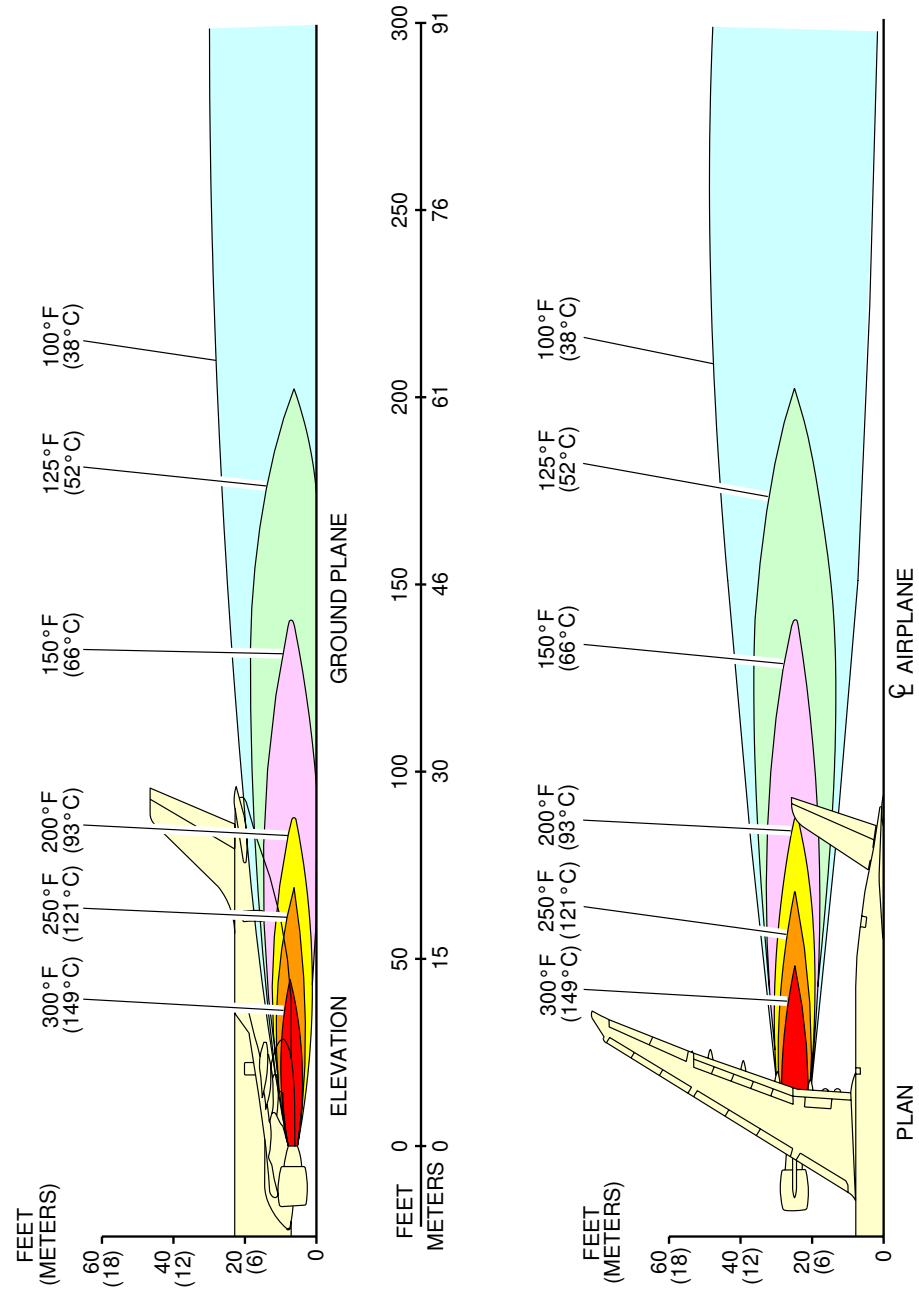 FEET
(METERS)
60
(18)
40
(12)
20
(6)
0
300°F
(149°C)
250°F
(121°C)
200°F
(93°C)
150°F
(66°C)
125°F
(52°C)
100°F
(38°C)
ELEVATION
GROUND PLANE
FEET
METERS
0
0
50
15
100
30
150
46
200
61
250
76
300
91
FEET
(METERS)
60
(18)
40
(12)
20
(6)
0
300°F
(149°C)
250°F
(121°C)
200°F
(93°C)
150°F
(66°C)
125°F
(52°C)
100°F
(38°C)
PLAN
℄ AIRPLANE